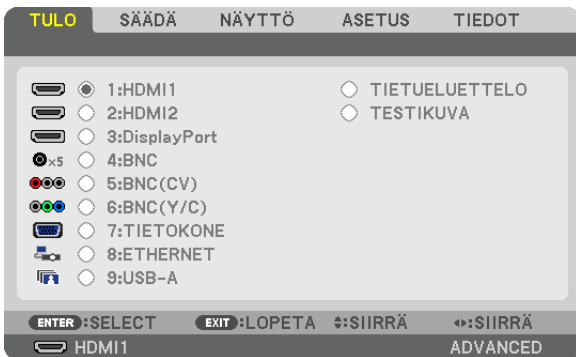 TULO SÄÄDÄ NÄYTTÖ ASETUS TIEDOT
1:HDMI1 TIETUELUETTELO
2:HDMI2 TESTIKUVA
3:DisplayPort
×5 4:BNC
5:BNC(CV)
6:BNC(Y/C)
7:TIETOKONE
8:ETHERNET
9:USB-A
ENTER:SELECT EXIT:LOPETA :SIIRRÄ :SIIRRÄ
HDMI1 ADVANCED